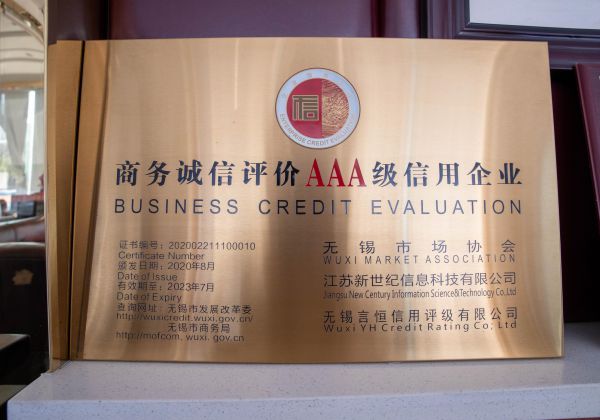 信
ENTERPRISE CREDIT EVALUATION
商务诚信评价AAA级信用企业
BUSINESS CREDIT EVALUATION
证书编号：202002211100010
Certificate Number
颁发日期：2020年8月
Date of Issue
有效期至：2023年7月
Date of Expiry
查询网址：无锡市发展改革委
http://wuxicredit.wuxi.gov.cn/
无锡市商务局
http://mofcom.wuxi.gov.cn
无锡市场协会
WUXI MARKET ASSOCIATION
江苏新世纪信息科技有限公司
Jiangsu New Century Information Science&Technology Co,Ltd
无锡言恒信用评级有限公司
Wuxi YH Credit Rating Co; Ltd